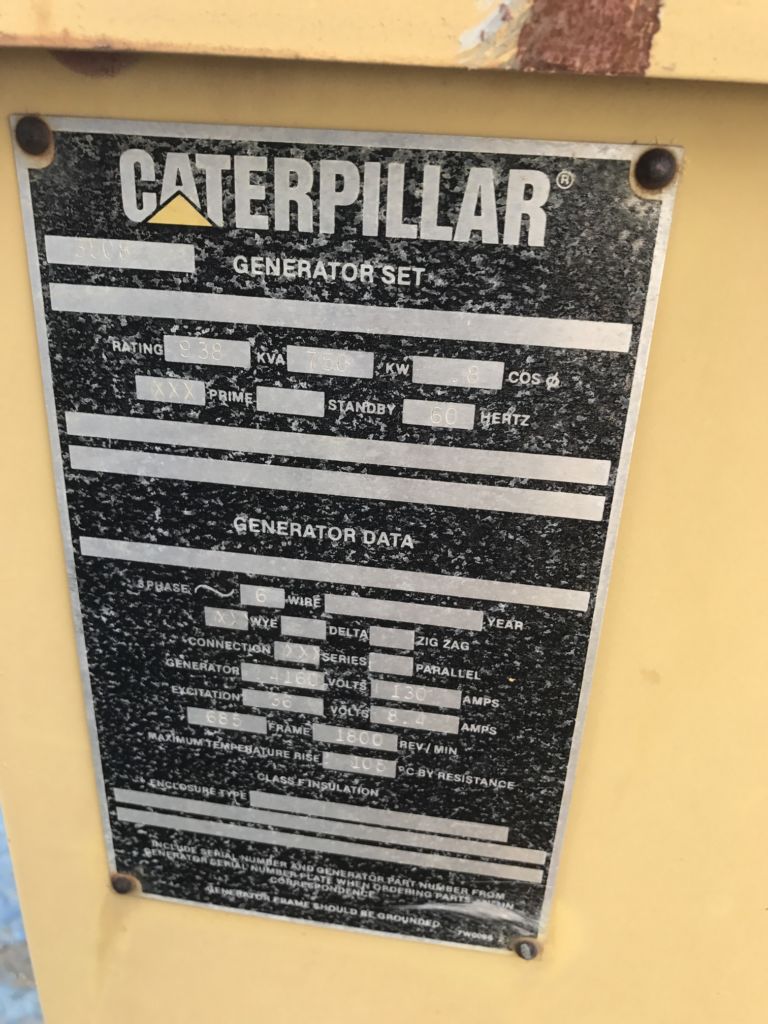 CATERPILLAR®
GENERATOR SET
RATING 938 KVA 750 KW .8 COS Ø
XXX PRIME STANDBY 60 HERTZ
GENERATOR DATA
3 PHASE 6 WIRE YEAR
XX WYE DELTA ZIG ZAG
CONNECTION XXX SERIES PARALLEL
GENERATOR 4160 VOLTS 130 AMPS
EXCITATION 36 VOLTS 8.4 AMPS
685 FRAME 1800 REV/MIN
MAXIMUM TEMPERATURE RISE °C BY RESISTANCE
CLASS F INSULATION
ENCLOSURE TYPE
INCLUDE SERIAL NUMBER AND GENERATOR PART NUMBER FROM
GENERATOR SERIAL NUMBER PLATE WHEN ORDERING PARTS
CORRESPONDENCE
GENERATOR FRAME SHOULD BE GROUNDED